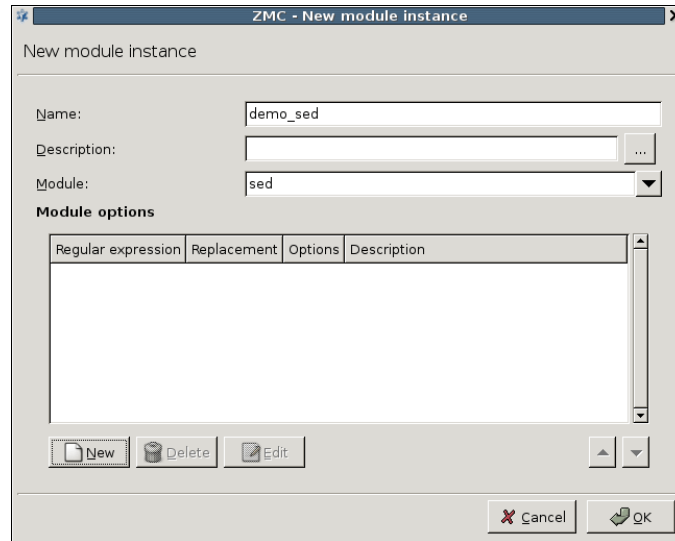 ZMC - New module instance
New module instance
Name: demo_sed
Description: ...
Module: sed
Module options
Regular expression Replacement Options Description
New Delete Edit
Cancel OK